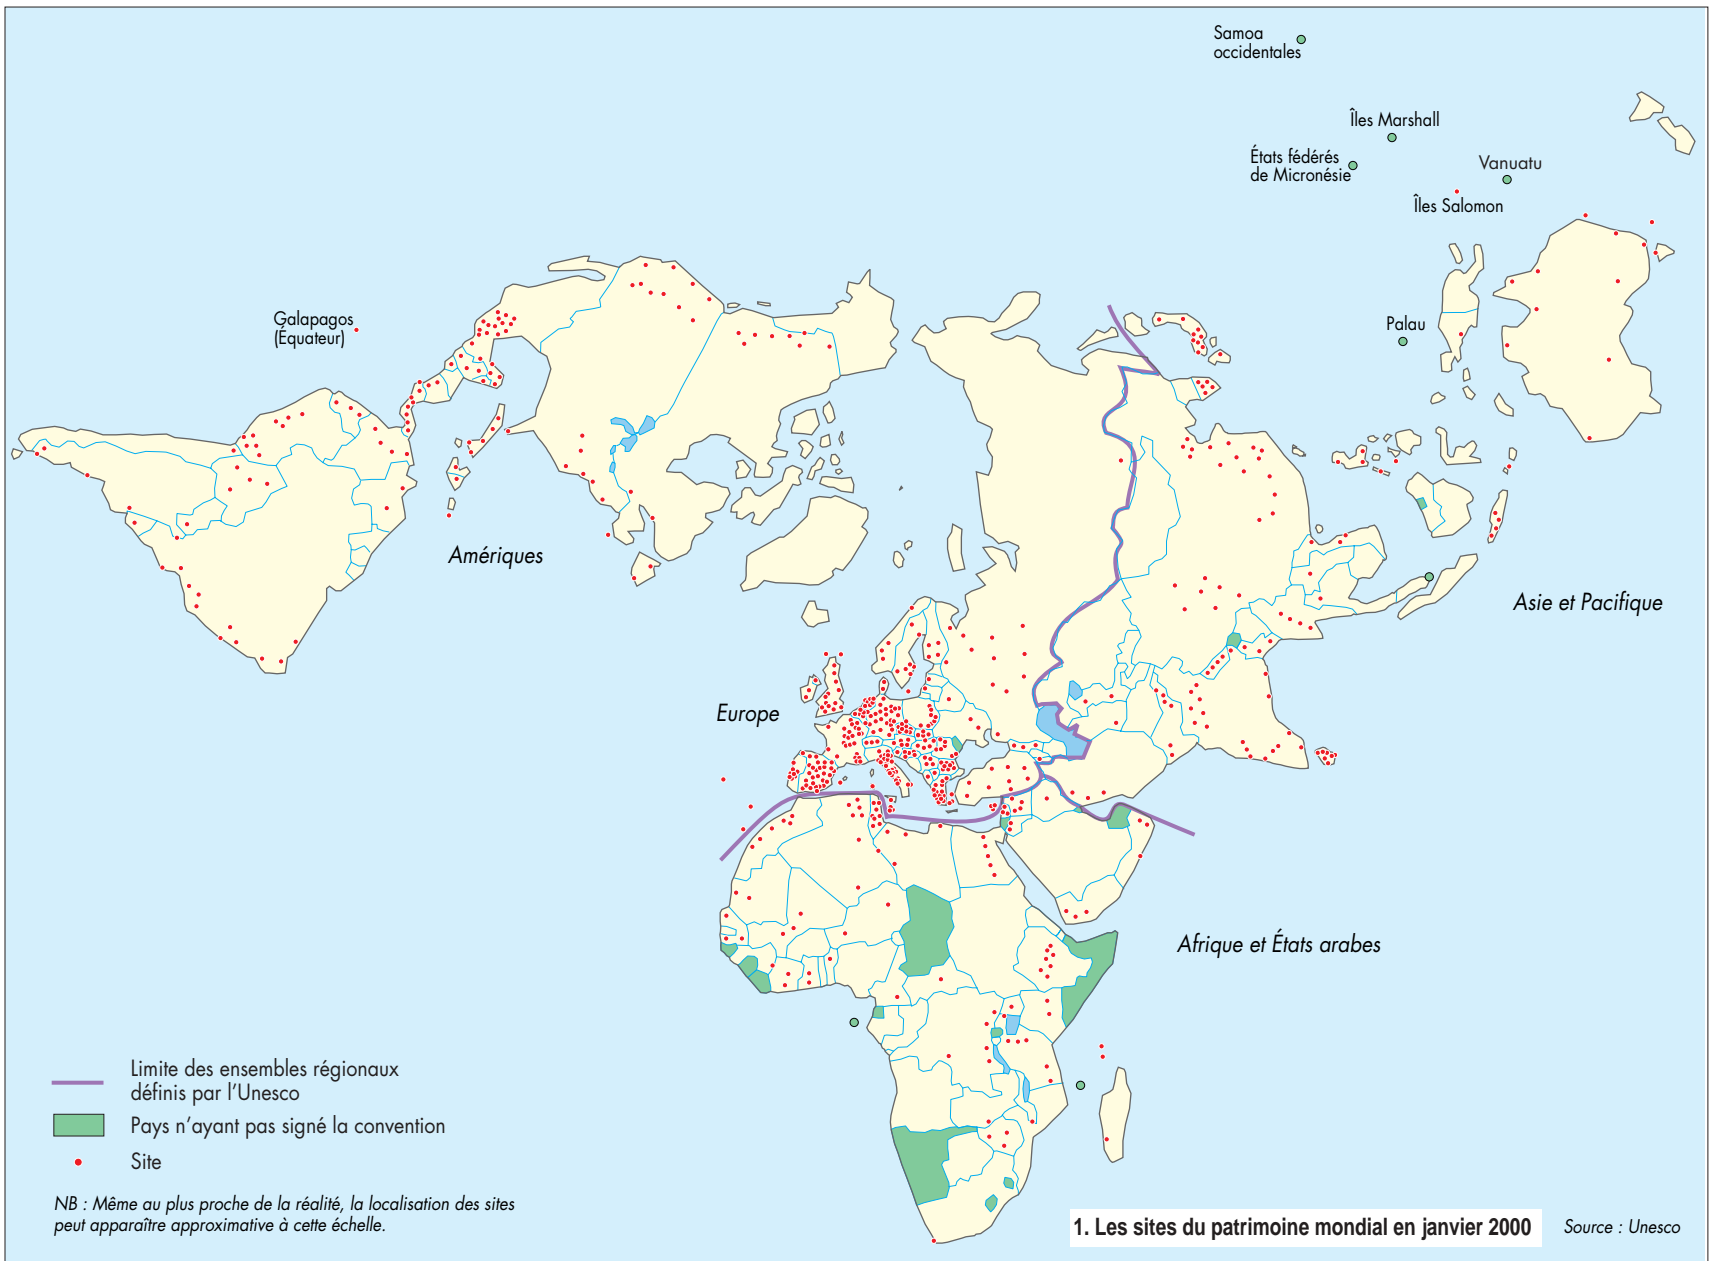 Samoa
occidentales
Îles Marshall
États fédérés
de Micronésie
Vanuatu
Îles Salomon
Galapagos
(Équateur)
Palau
Amériques
Asie et Pacifique
Europe
Afrique et États arabes
Limite des ensembles régionaux
définis par l'Unesco
Pays n'ayant pas signé la convention
Site
NB : Même au plus proche de la réalité, la localisation des sites
peut apparaître approximative à cette échelle.
1. Les sites du patrimoine mondial en janvier 2000
Source : Unesco